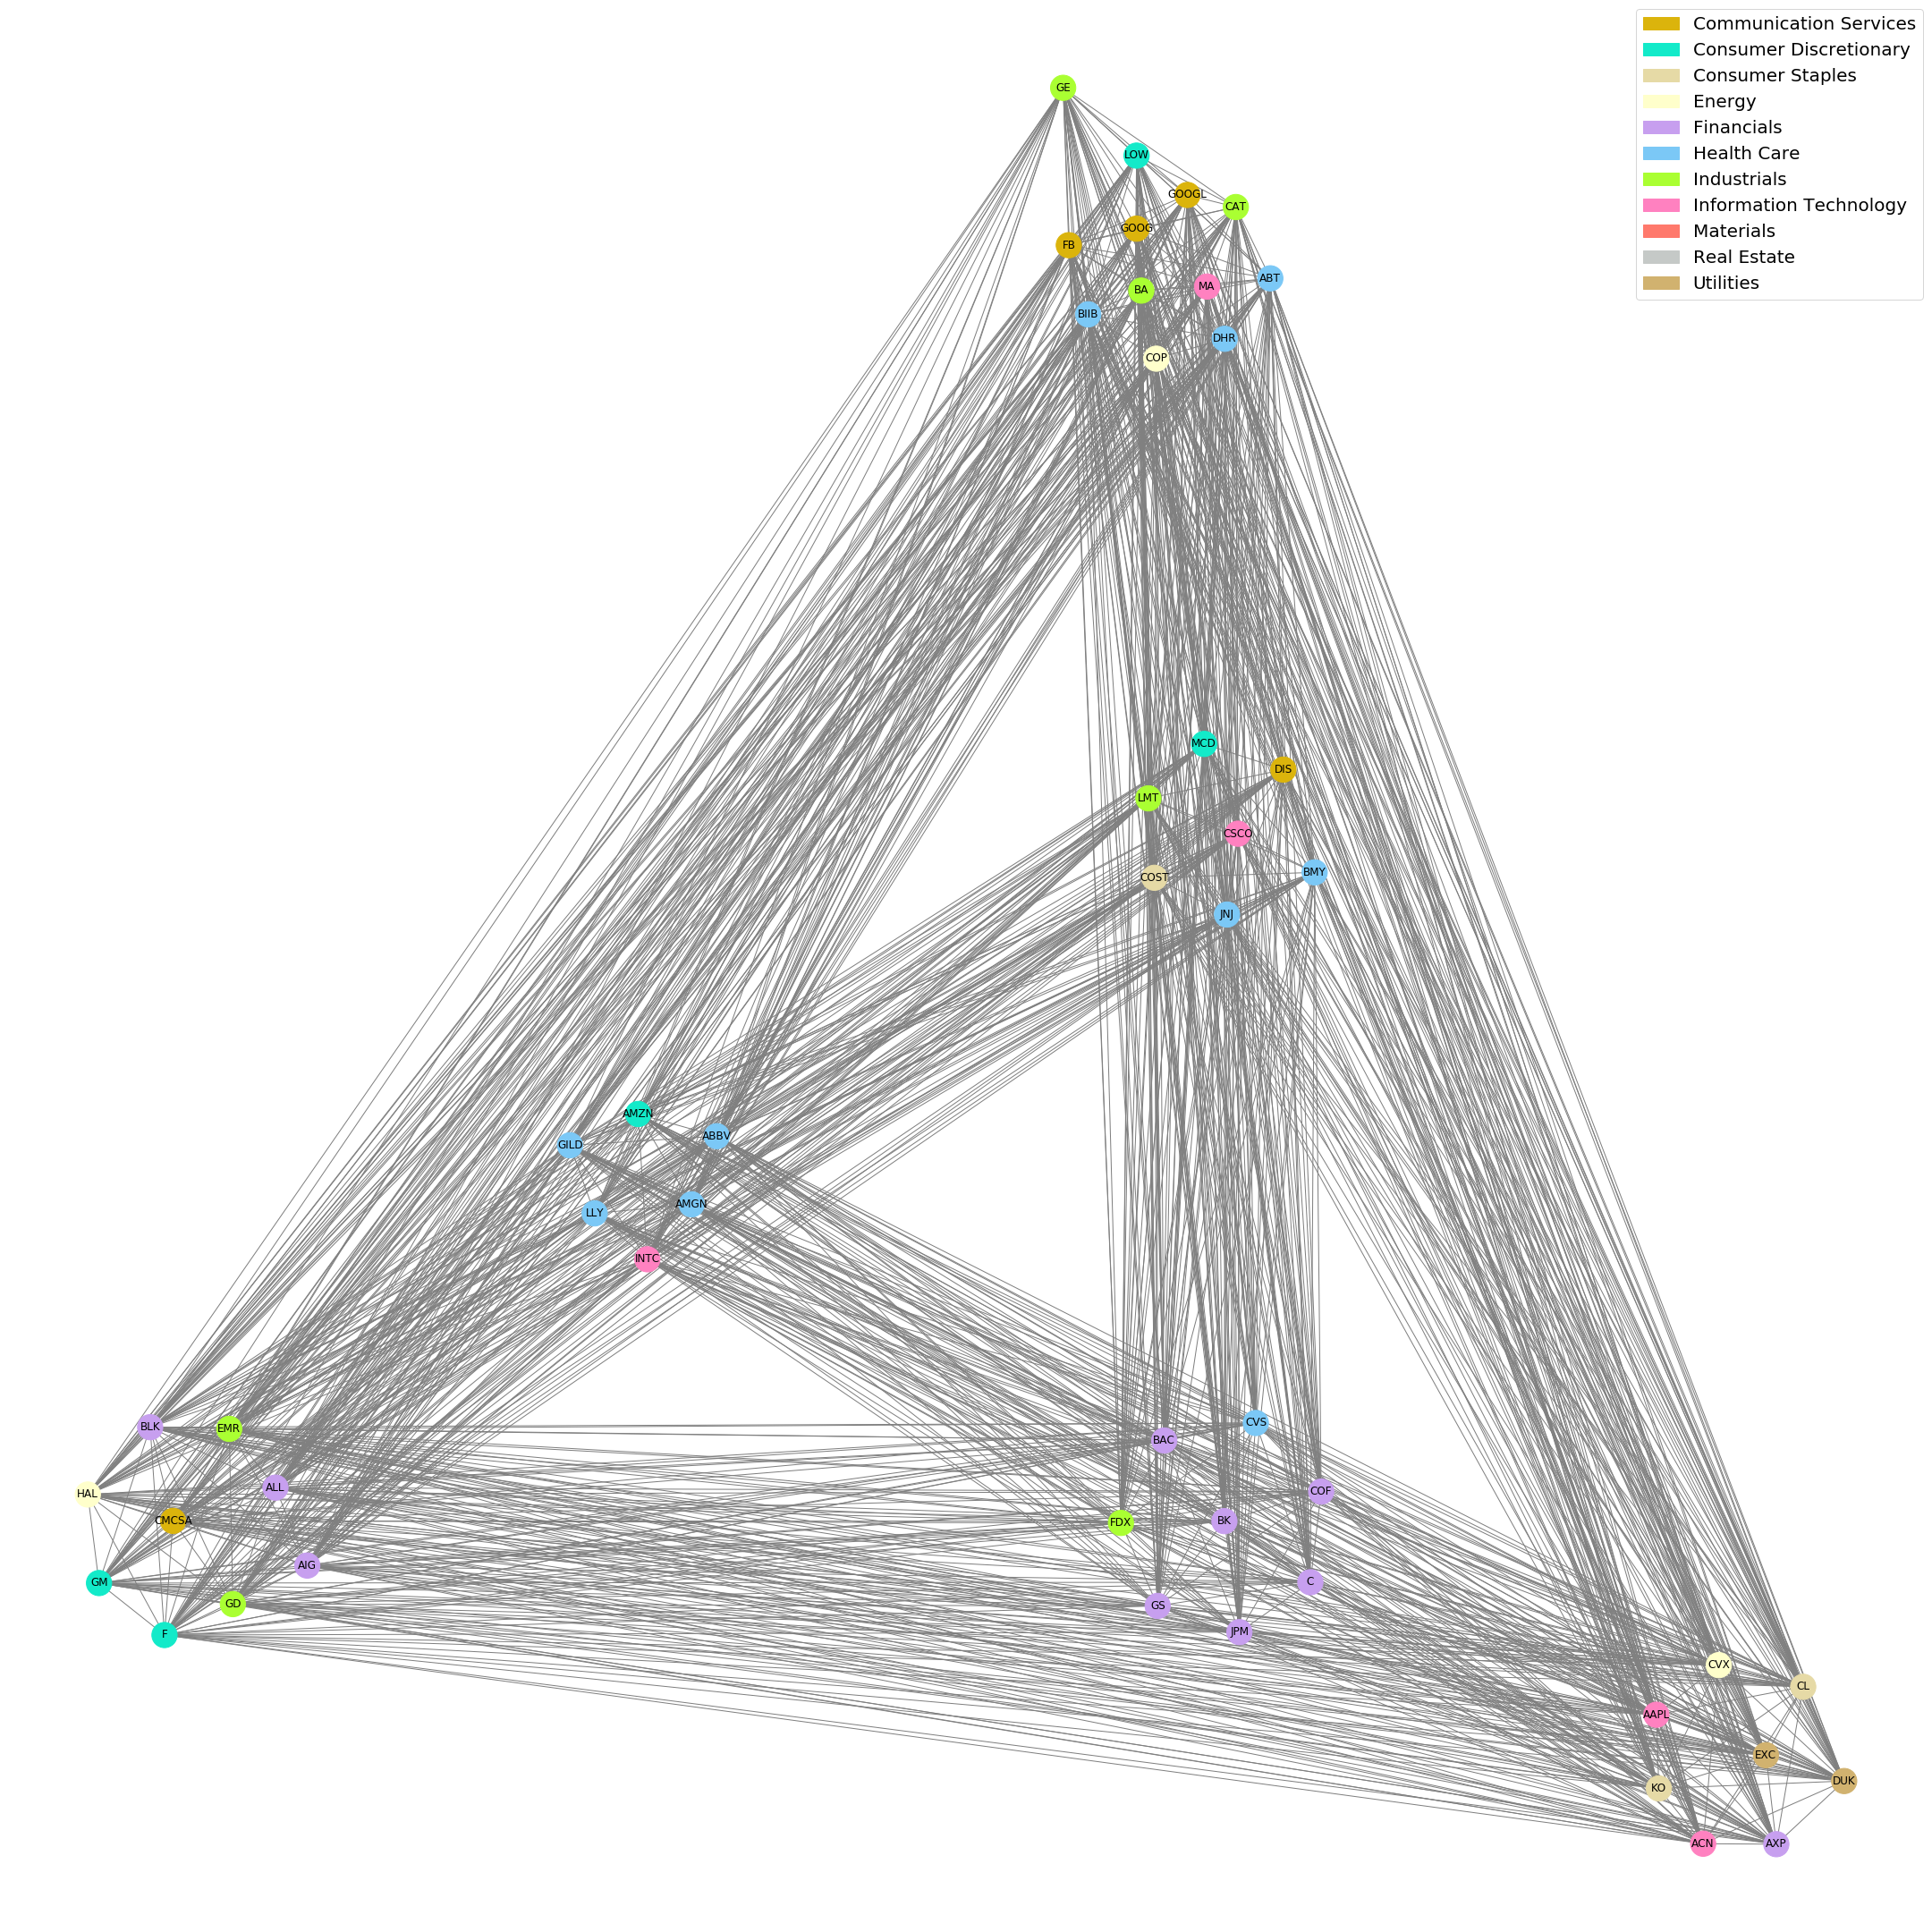 Communication Services
Consumer Discretionary
Consumer Staples
Energy
Financials
Health Care
Industrials
Information Technology
Materials
Real Estate
Utilities
GE
LOW
GOOGL
CAT
GOOG
FB
ABT
MA
BA
BIIB
DHR
COP
MCD
DIS
LMT
CSCO
BMY
COST
JNJ
AMZN
ABBV
GILD
AMGN
LLY
INTC
BLK
EMR
ALL
HAL
CMCSA
AIG
GM
GD
F
CVS
BAC
COF
BK
FDX
C
GS
JPM
CVX
CL
AAPL
EXC
DUK
KO
ACN
AXP